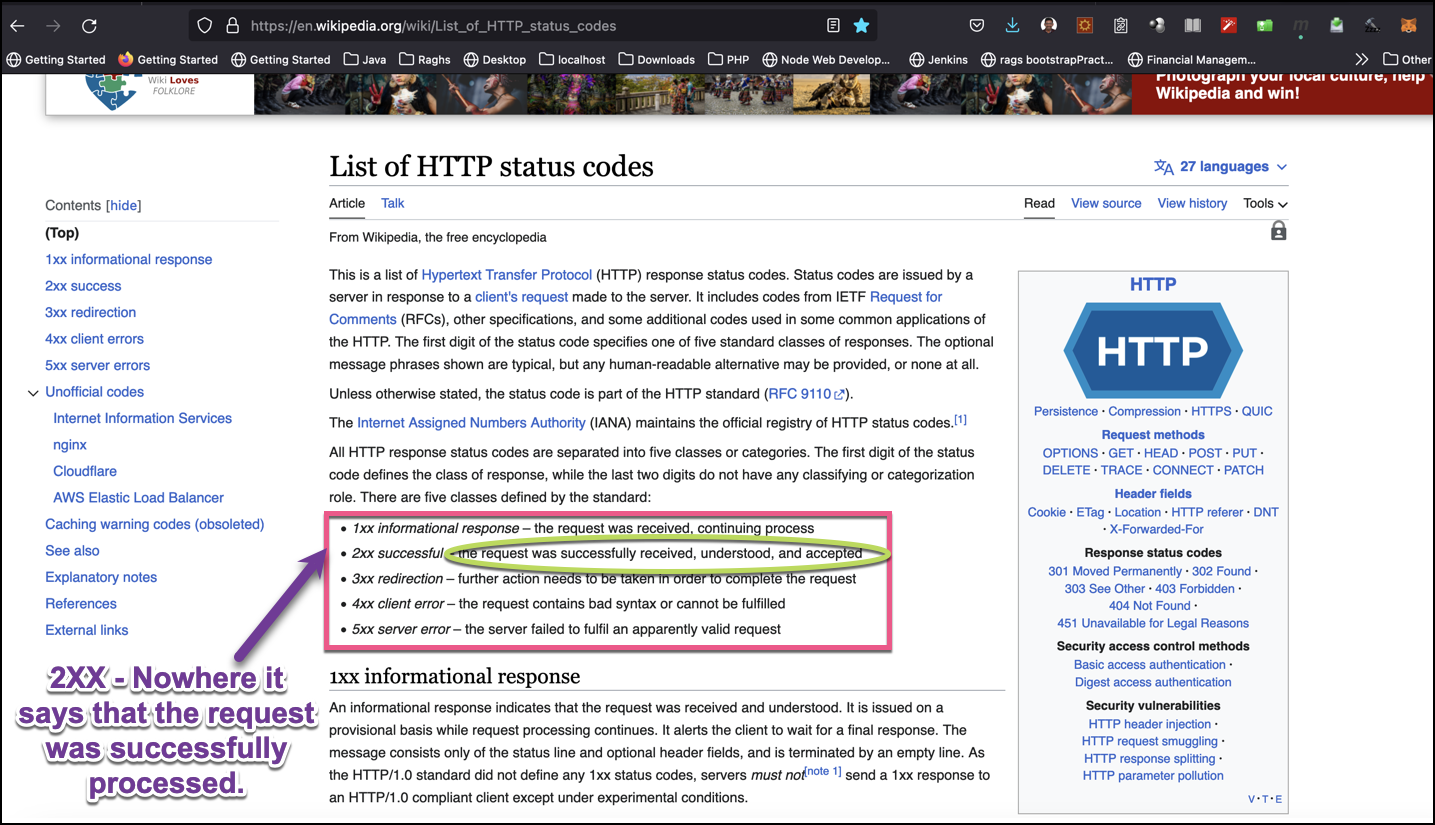 https://en.wikipedia.org/wiki/List_of_HTTP_status_codes
Getting Started
Getting Started
Getting Started
Java
Raghs
Desktop
localhost
Downloads
PHP
Node Web Develop...
Jenkins
rags bootstrapPract...
Financial Managem...
Other
Wiki Loves
FOLKLORE
Photograph your local culture, help
Wikipedia and win!
List of HTTP status codes
27 languages
Article Talk
Read View source View history Tools
From Wikipedia, the free encyclopedia
Contents [hide]
(Top)
1xx informational response
2xx success
3xx redirection
4xx client errors
5xx server errors
Unofficial codes
Internet Information Services
nginx
Cloudflare
AWS Elastic Load Balancer
Caching warning codes (obsoleted)
See also
Explanatory notes
References
External links
2XX - Nowhere it
says that the request
was successfully
processed.
This is a list of Hypertext Transfer Protocol (HTTP) response status codes. Status codes are issued by a
server in response to a client's request made to the server. It includes codes from IETF Request for
Comments (RFCs), other specifications, and some additional codes used in some common applications of
the HTTP. The first digit of the status code specifies one of five standard classes of responses. The optional
message phrases shown are typical, but any human-readable alternative may be provided, or none at all.
Unless otherwise stated, the status code is part of the HTTP standard (RFC 9110).
The Internet Assigned Numbers Authority (IANA) maintains the official registry of HTTP status codes.[1]
All HTTP response status codes are separated into five classes or categories. The first digit of the status
code defines the class of response, while the last two digits do not have any classifying or categorization
role. There are five classes defined by the standard:
• 1xx informational response – the request was received, continuing process
• 2xx successful – the request was successfully received, understood, and accepted
• 3xx redirection – further action needs to be taken in order to complete the request
• 4xx client error – the request contains bad syntax or cannot be fulfilled
• 5xx server error – the server failed to fulfil an apparently valid request
1xx informational response
An informational response indicates that the request was received and understood. It is issued on a
provisional basis while request processing continues. It alerts the client to wait for a final response. The
message consists only of the status line and optional header fields, and is terminated by an empty line. As
the HTTP/1.0 standard did not define any 1xx status codes, servers must not[note 1] send a 1xx response to
an HTTP/1.0 compliant client except under experimental conditions.
HTTP
HTTP
Persistence · Compression · HTTPS · QUIC
Request methods
OPTIONS · GET · HEAD · POST · PUT ·
DELETE · TRACE · CONNECT · PATCH
Header fields
Cookie · ETag · Location · HTTP referer · DNT
· X-Forwarded-For
Response status codes
301 Moved Permanently · 302 Found ·
303 See Other · 403 Forbidden ·
404 Not Found ·
451 Unavailable for Legal Reasons
Security access control methods
Basic access authentication ·
Digest access authentication
Security vulnerabilities
HTTP header injection ·
HTTP request smuggling ·
HTTP response splitting ·
HTTP parameter pollution
V · T · E